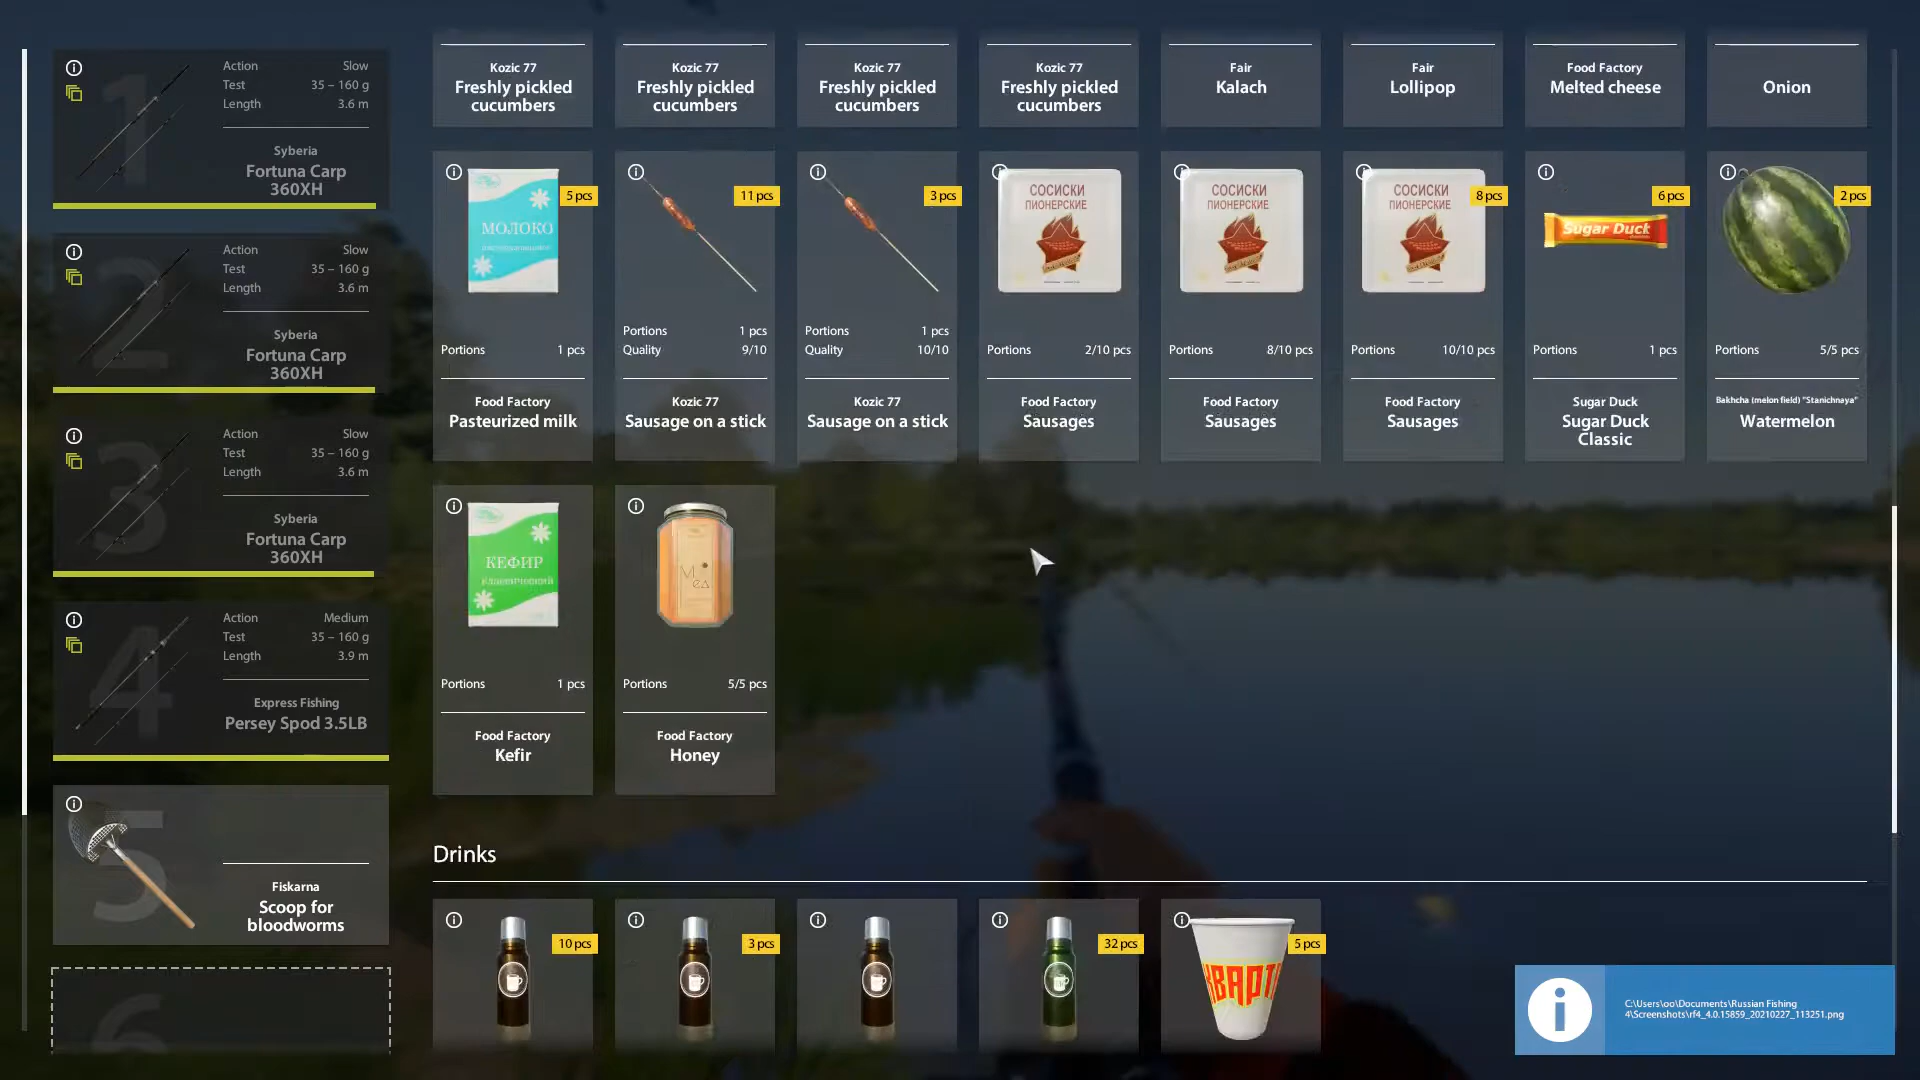 1
Action Slow
Test 35 – 160 g
Length 3.6 m
Syberia
Fortuna Carp
360XH
2
Action Slow
Test 35 – 160 g
Length 3.6 m
Syberia
Fortuna Carp
360XH
3
Action Slow
Test 35 – 160 g
Length 3.6 m
Syberia
Fortuna Carp
360XH
4
Action Medium
Test 35 – 160 g
Length 3.9 m
Express Fishing
Persey Spod 3.5LB
5
Fiskarna
Scoop for
bloodworms
6
Kozic 77
Freshly pickled
cucumbers
Kozic 77
Freshly pickled
cucumbers
Kozic 77
Freshly pickled
cucumbers
Kozic 77
Freshly pickled
cucumbers
Fair
Kalach
Fair
Lollipop
Food Factory
Melted cheese
Onion
5 pcs
МОЛОКО
Portions 1 pcs
Food Factory
Pasteurized milk
11 pcs
Portions 1 pcs
Quality 9/10
Kozic 77
Sausage on a stick
3 pcs
Portions 1 pcs
Quality 10/10
Kozic 77
Sausage on a stick
СОСИСКИ
ПИОНЕРСКИЕ
Portions 2/10 pcs
Food Factory
Sausages
СОСИСКИ
ПИОНЕРСКИЕ
Portions 8/10 pcs
Food Factory
Sausages
СОСИСКИ
ПИОНЕРСКИЕ
8 pcs
Portions 10/10 pcs
Food Factory
Sausages
6 pcs
Sugar Duck
Portions 1 pcs
Sugar Duck
Sugar Duck
Classic
2 pcs
Portions 5/5 pcs
Bakhcha (melon field) "Stanichnaya"
Watermelon
КЕФИР
Portions 1 pcs
Food Factory
Kefir
Portions 5/5 pcs
Food Factory
Honey
Drinks
10 pcs
3 pcs
32 pcs
5 pcs
C:\Users\oo\Documents\Russian Fishing
4\Screenshots\rf4_4.0.15859_20210227_113251.png